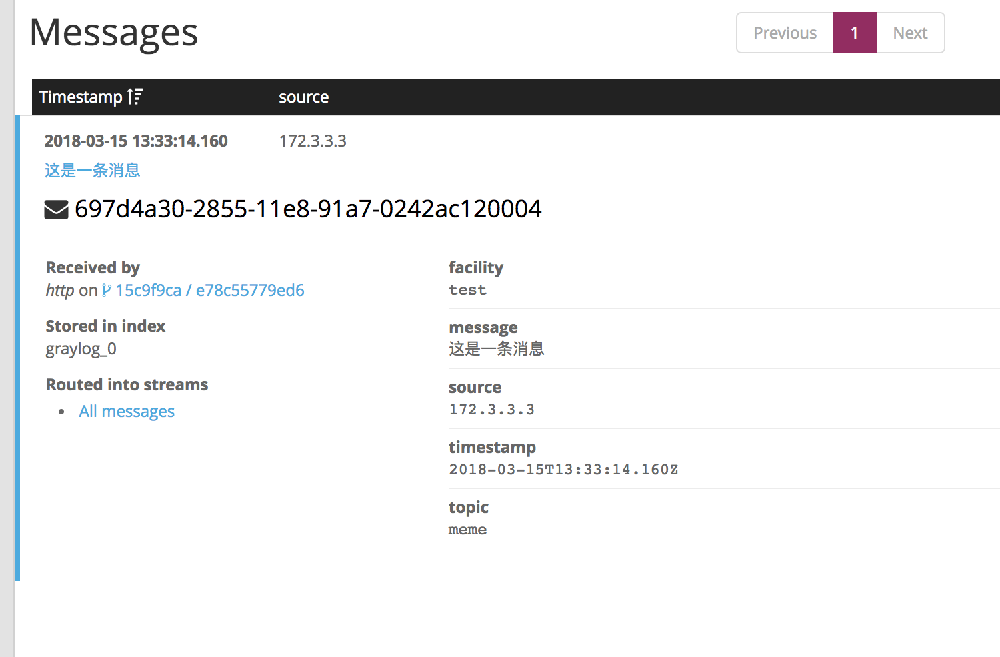 Messages
Previous 1 Next
Timestamp source
2018-03-15 13:33:14.160 172.3.3.3
这是一条消息
697d4a30-2855-11e8-91a7-0242ac120004
Received by
http on 15c9f9ca / e78c55779ed6
Stored in index
graylog_0
Routed into streams
• All messages
facility
test
message
这是一条消息
source
172.3.3.3
timestamp
2018-03-15T13:33:14.160Z
topic
meme